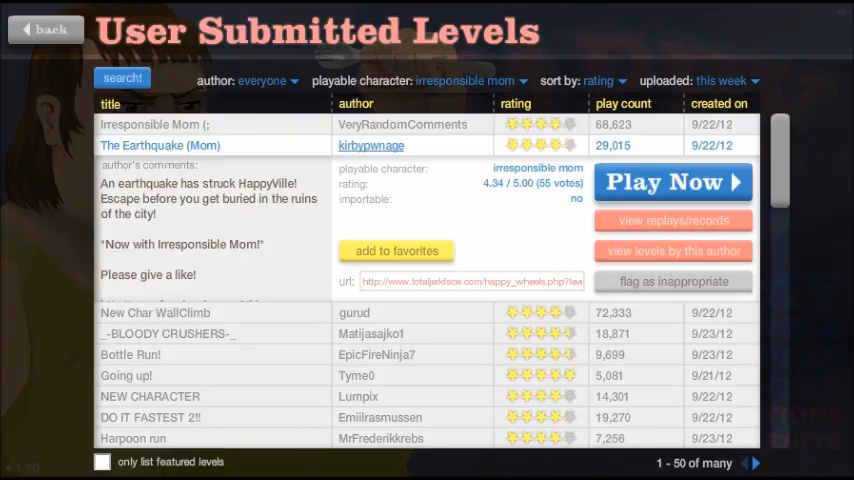 back
User Submitted Levels
search!
author: everyone
playable character: irresponsible mom
sort by: rating
uploaded: this week
title author rating play count created on
Irresponsible Mom (; VeryRandomComments 68,623 9/22/12
The Earthquake (Mom) kirbypwnage 29,015 9/22/12
author's comments:
An earthquake has struck HappyVille!
Escape before you get buried in the ruins
of the city!
*Now with Irresponsible Mom!*
Please give a like!
playable character: irresponsible mom
rating: 4.34 / 5.00 (55 votes)
importable: no
add to favorites
url: http://www.totaljerkface.com/happy_wheels.php?lev
Play Now
view replays/records
view levels by this author
flag as inappropriate
New Char WallClimb gurud 72,333 9/22/12
_-BLOODY CRUSHERS-_ Matijasajko1 18,871 9/23/12
Bottle Run! EpicFireNinja7 9,699 9/23/12
Going up! Tyme0 5,081 9/21/12
NEW CHARACTER Lumpix 14,301 9/22/12
DO IT FASTEST 2!! Emiilrasmussen 19,270 9/22/12
Harpoon run MrFrederikkrebs 7,256 9/23/12
only list featured levels
1 - 50 of many